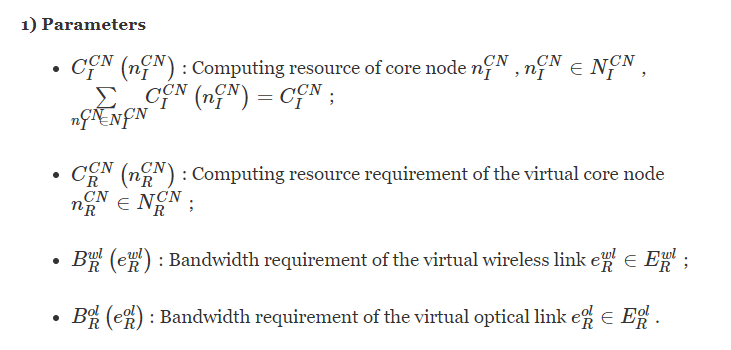 1) Parameters
• $C_I^{CN}\left(n_I^{CN}\right)$ : Computing resource of core node $n_I^{CN}$ , $n_I^{CN} \in N_I^{CN}$ ,
$\sum_{n_I^{CN} \in N_I^{CN}} C_I^{CN}\left(n_I^{CN}\right) = C_I^{CN}$ ;
• $C_R^{CN}\left(n_R^{CN}\right)$ : Computing resource requirement of the virtual core node
$n_R^{CN} \in N_R^{CN}$ ;
• $B_R^{wl}\left(e_R^{wl}\right)$ : Bandwidth requirement of the virtual wireless link $e_R^{wl} \in E_R^{wl}$ ;
• $B_R^{ol}\left(e_R^{ol}\right)$ : Bandwidth requirement of the virtual optical link $e_R^{ol} \in E_R^{ol}$ .